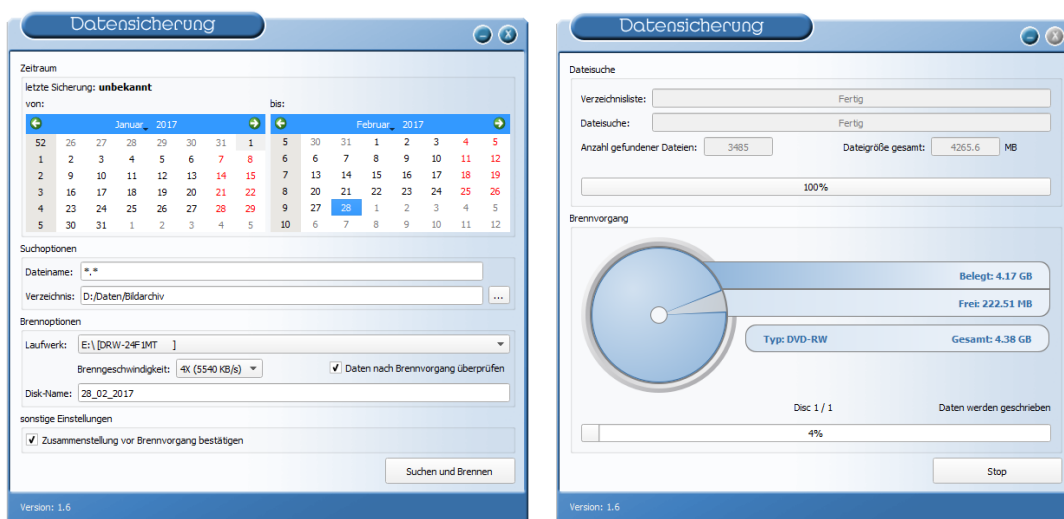 Datensicherung
Zeitraum
letzte Sicherung: unbekannt
von: bis:
Januar 2017 Februar 2017
52 26 27 28 29 30 31 1 5 30 31 1 2 3 4 5
1 2 3 4 5 6 7 8 6 6 7 8 9 10 11 12
2 9 10 11 12 13 14 15 7 13 14 15 16 17 18 19
3 16 17 18 19 20 21 22 8 20 21 22 23 24 25 26
4 23 24 25 26 27 28 29 9 27 28 1 2 3 4 5
5 30 31 1 2 3 4 5 10 6 7 8 9 10 11 12
Suchoptionen
Dateiname: *.*
Verzeichnis: D:/Daten/Bildarchiv ...
Brennoptionen
Laufwerk: E:\ [DRW-24F1MT ]
Brenngeschwindigkeit: 4X (5540 KB/s) Daten nach Brennvorgang überprüfen
Disk-Name: 28_02_2017
sonstige Einstellungen
Zusammenstellung vor Brennvorgang bestätigen
Suchen und Brennen
Version: 1.6
Datensicherung
X
Dateisuche
Verzeichnisliste: Fertig
Dateisuche: Fertig
Anzahl gefundener Dateien: 3485 Dateigröße gesamt: 4265.6 MB
100%
Brennvorgang
Belegt: 4.17 GB
Frei: 222.51 MB
Typ: DVD-RW Gesamt: 4.38 GB
Disc 1 / 1 Daten werden geschrieben
4%
Stop
Version: 1.6